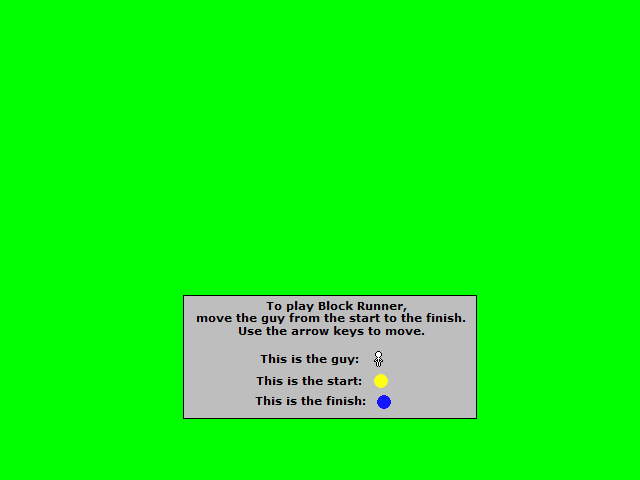 To play Block Runner,
move the guy from the start to the finish.
Use the arrow keys to move.
This is the guy:
This is the start:
This is the finish: